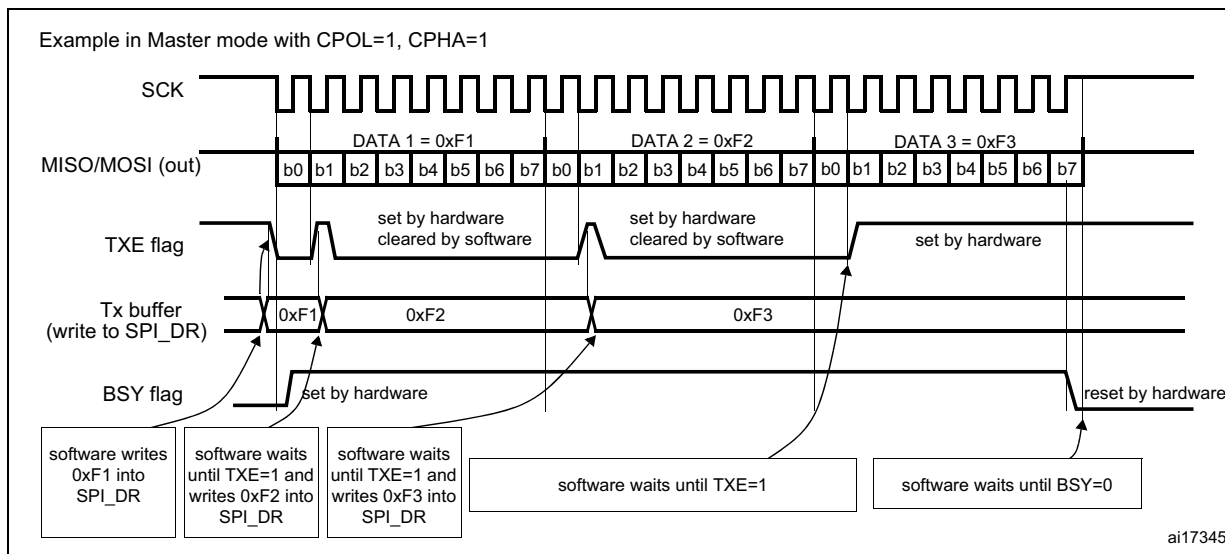 Example in Master mode with CPOL=1, CPHA=1
SCK
DATA 1 = 0xF1
DATA 2 = 0xF2
DATA 3 = 0xF3
MISO/MOSI (out)
b0 b1 b2 b3 b4 b5 b6 b7 b0 b1 b2 b3 b4 b5 b6 b7 b0 b1 b2 b3 b4 b5 b6 b7
TXE flag
set by hardware
cleared by software
set by hardware
cleared by software
set by hardware
Tx buffer
(write to SPI_DR)
0xF1
0xF2
0xF3
BSY flag
set by hardware
reset by hardware
software writes
0xF1 into
SPI_DR
software waits
until TXE=1 and
writes 0xF2 into
SPI_DR
software waits
until TXE=1 and
writes 0xF3 into
SPI_DR
software waits until TXE=1
software waits until BSY=0
ai17345